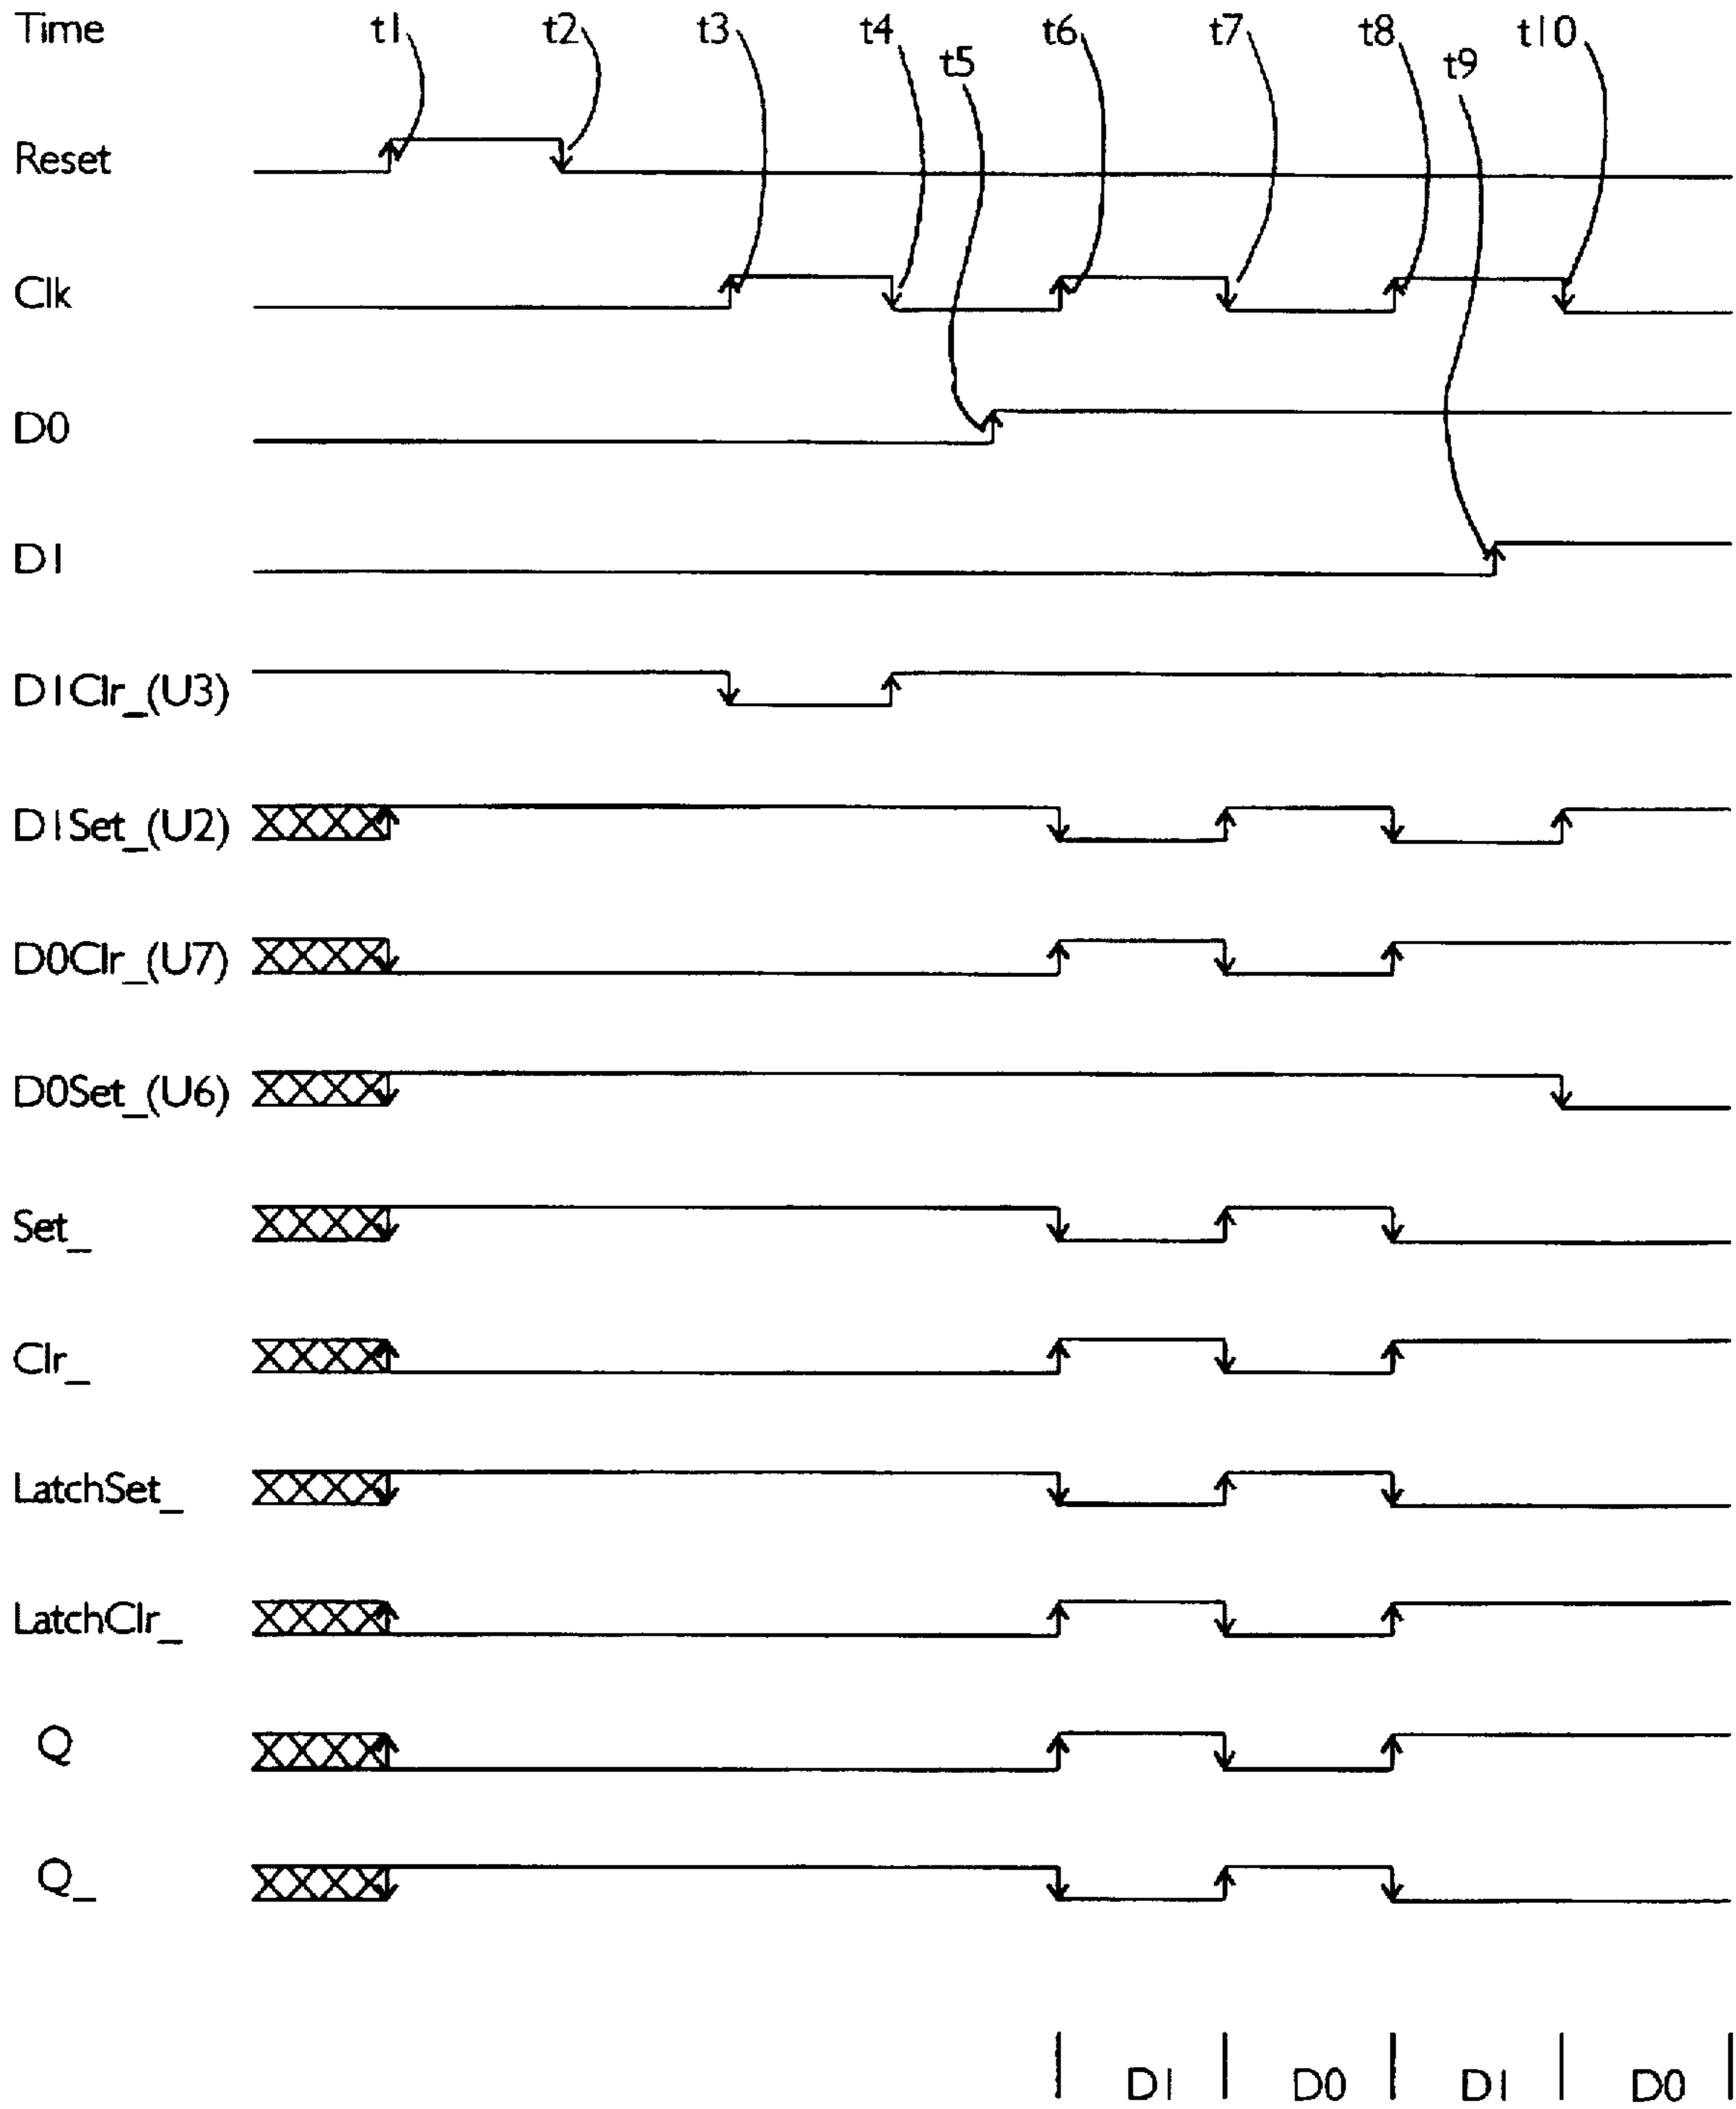 Time t1 t2 t3 t4 t5 t6 t7 t8 t9 t10
Reset
Clk
D0
D1
D1Clr_(U3)
D1Set_(U2)
D0Clr_(U7)
D0Set_(U6)
Set_
Clr_
LatchSet_
LatchClr_
Q
Q_
D1 D0 D1 D0